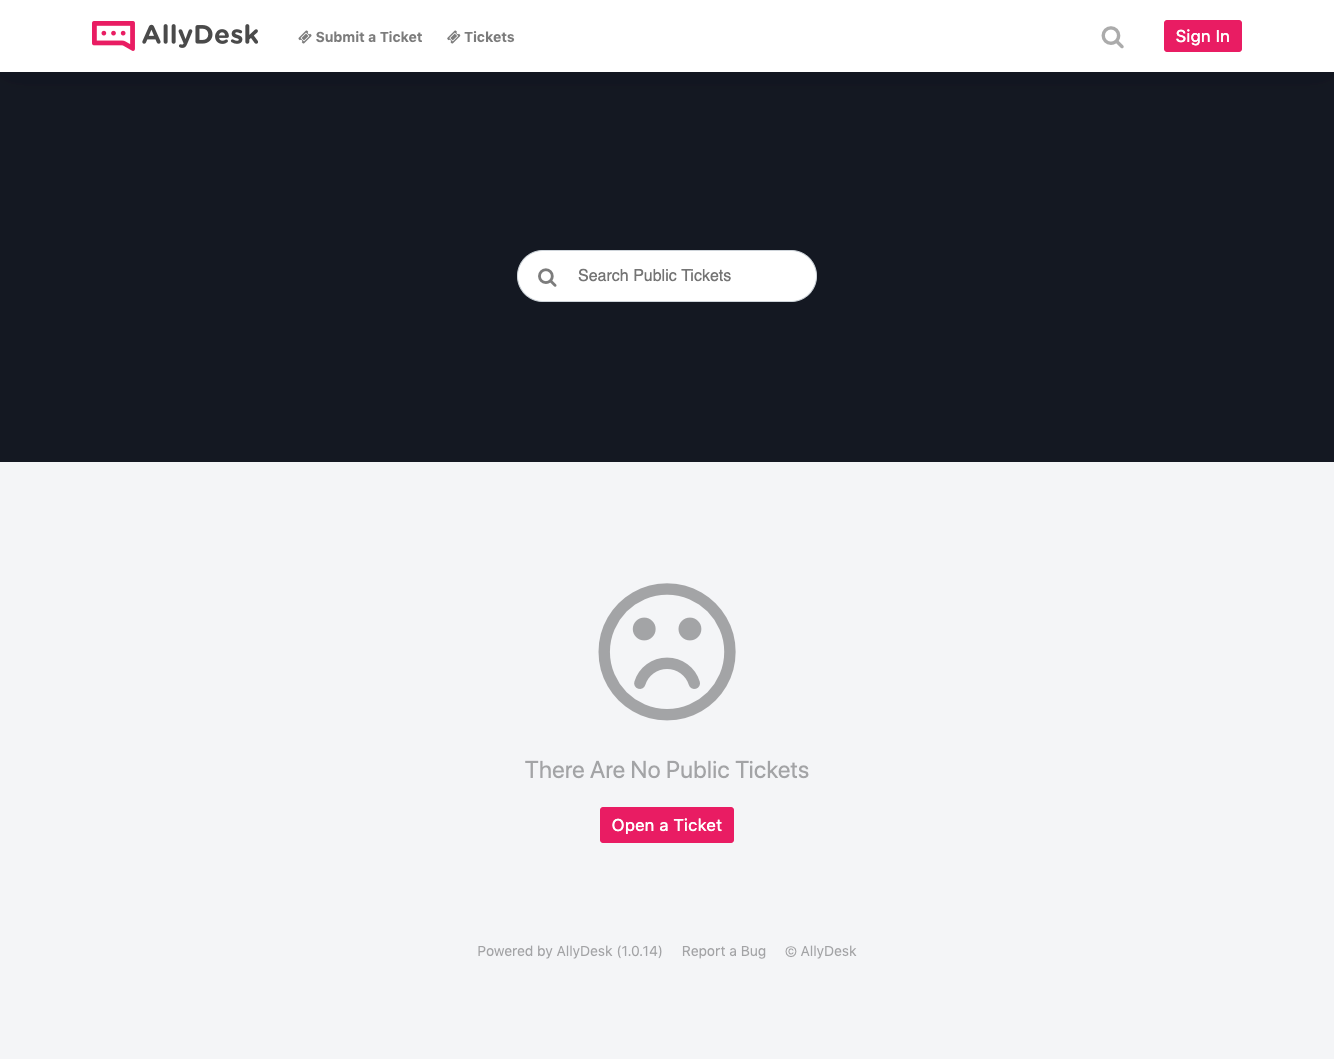 AllyDesk Submit a Ticket Tickets Sign In
Search Public Tickets
There Are No Public Tickets
Open a Ticket
Powered by AllyDesk (1.0.14) Report a Bug © AllyDesk